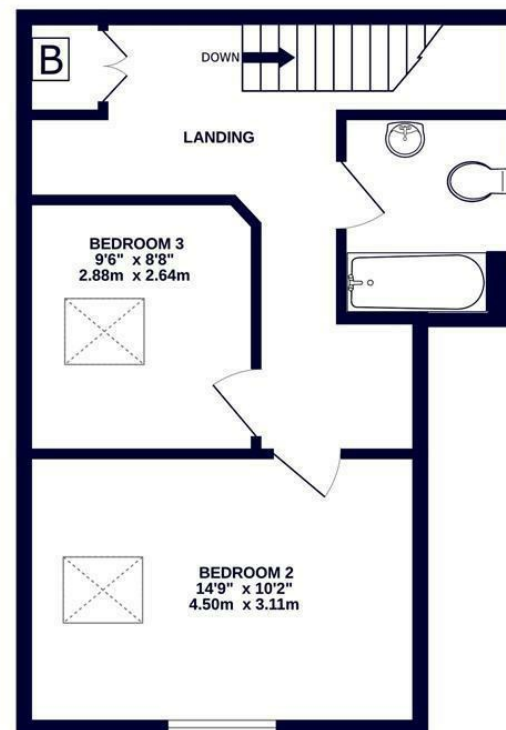 B
DOWN
LANDING
BEDROOM 3
9'6" x 8'8"
2.88m x 2.64m
BEDROOM 2
14'9" x 10'2"
4.50m x 3.11m